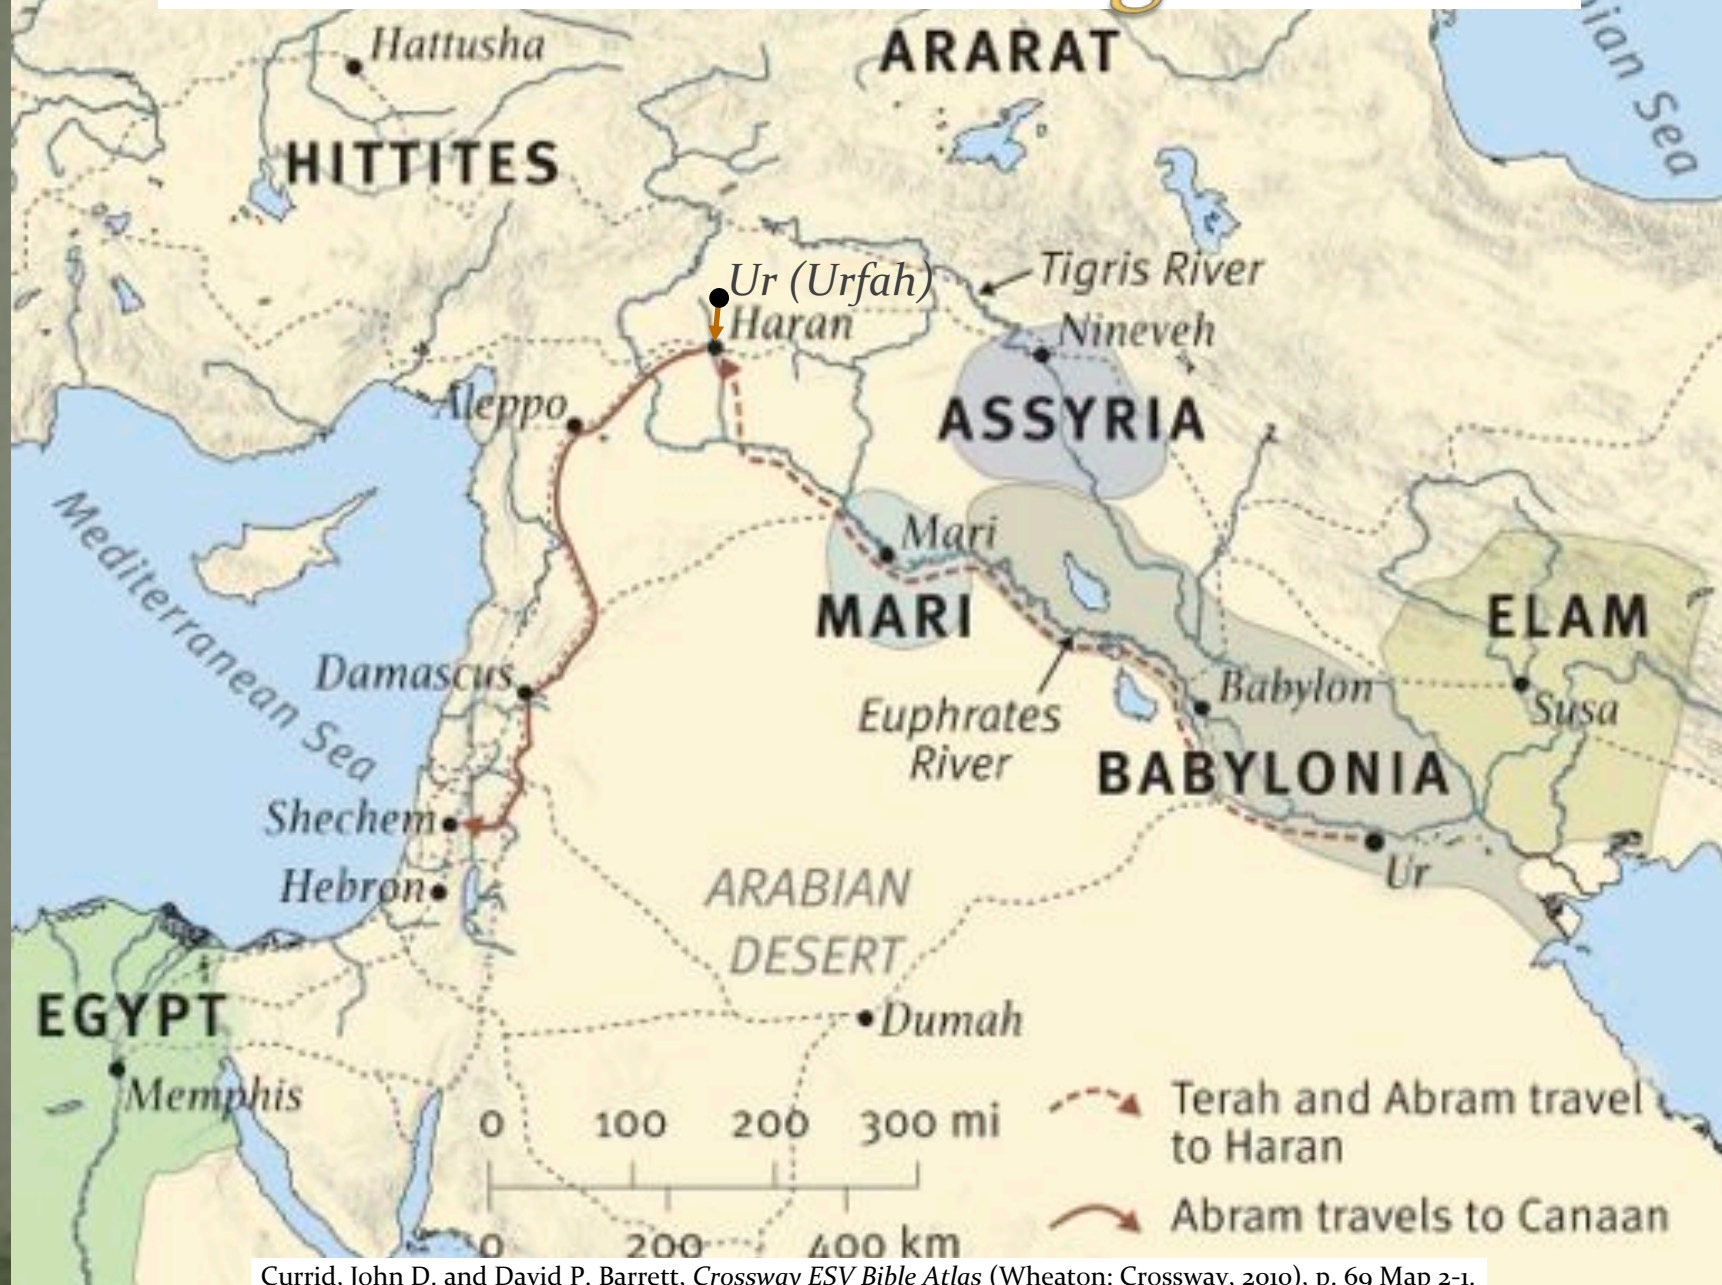 Hattusha
ARARAT
HITTITES
Ur (Urfah)
Haran
Tigris River
Nineveh
Aleppo
ASSYRIA
Mediterranean Sea
Mari
MARI
ELAM
Damascus
Euphrates
River
Babylon
Susa
BABYLONIA
Shechem
Ur
Hebron
ARABIAN
DESERT
EGYPT
Dumah
Memphis
0 100 200 300 mi
0 200 400 km
Terah and Abram travel
to Haran
Abram travels to Canaan
Sea
Currid, John D. and David P. Barrett, Crossway ESV Bible Atlas (Wheaton: Crossway, 2010), p. 69 Map 2-1.